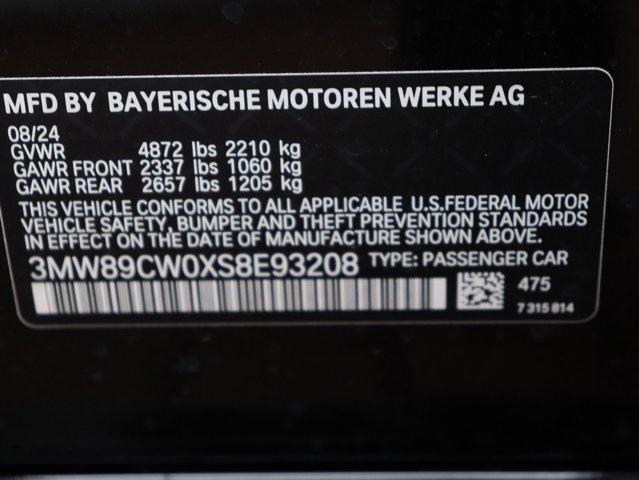 MFD BY BAYERISCHE MOTOREN WERKE AG
08/24
GVWR 4872 lbs 2210 kg
GAWR FRONT 2337 lbs 1060 kg
GAWR REAR 2657 lbs 1205 kg
THIS VEHICLE CONFORMS TO ALL APPLICABLE U.S.FEDERAL MOTOR
VEHICLE SAFETY, BUMPER AND THEFT PREVENTION STANDARDS
IN EFFECT ON THE DATE OF MANUFACTURE SHOWN ABOVE.
3MW89CW0XS8E93208 TYPE: PASSENGER CAR
475
7 315 814